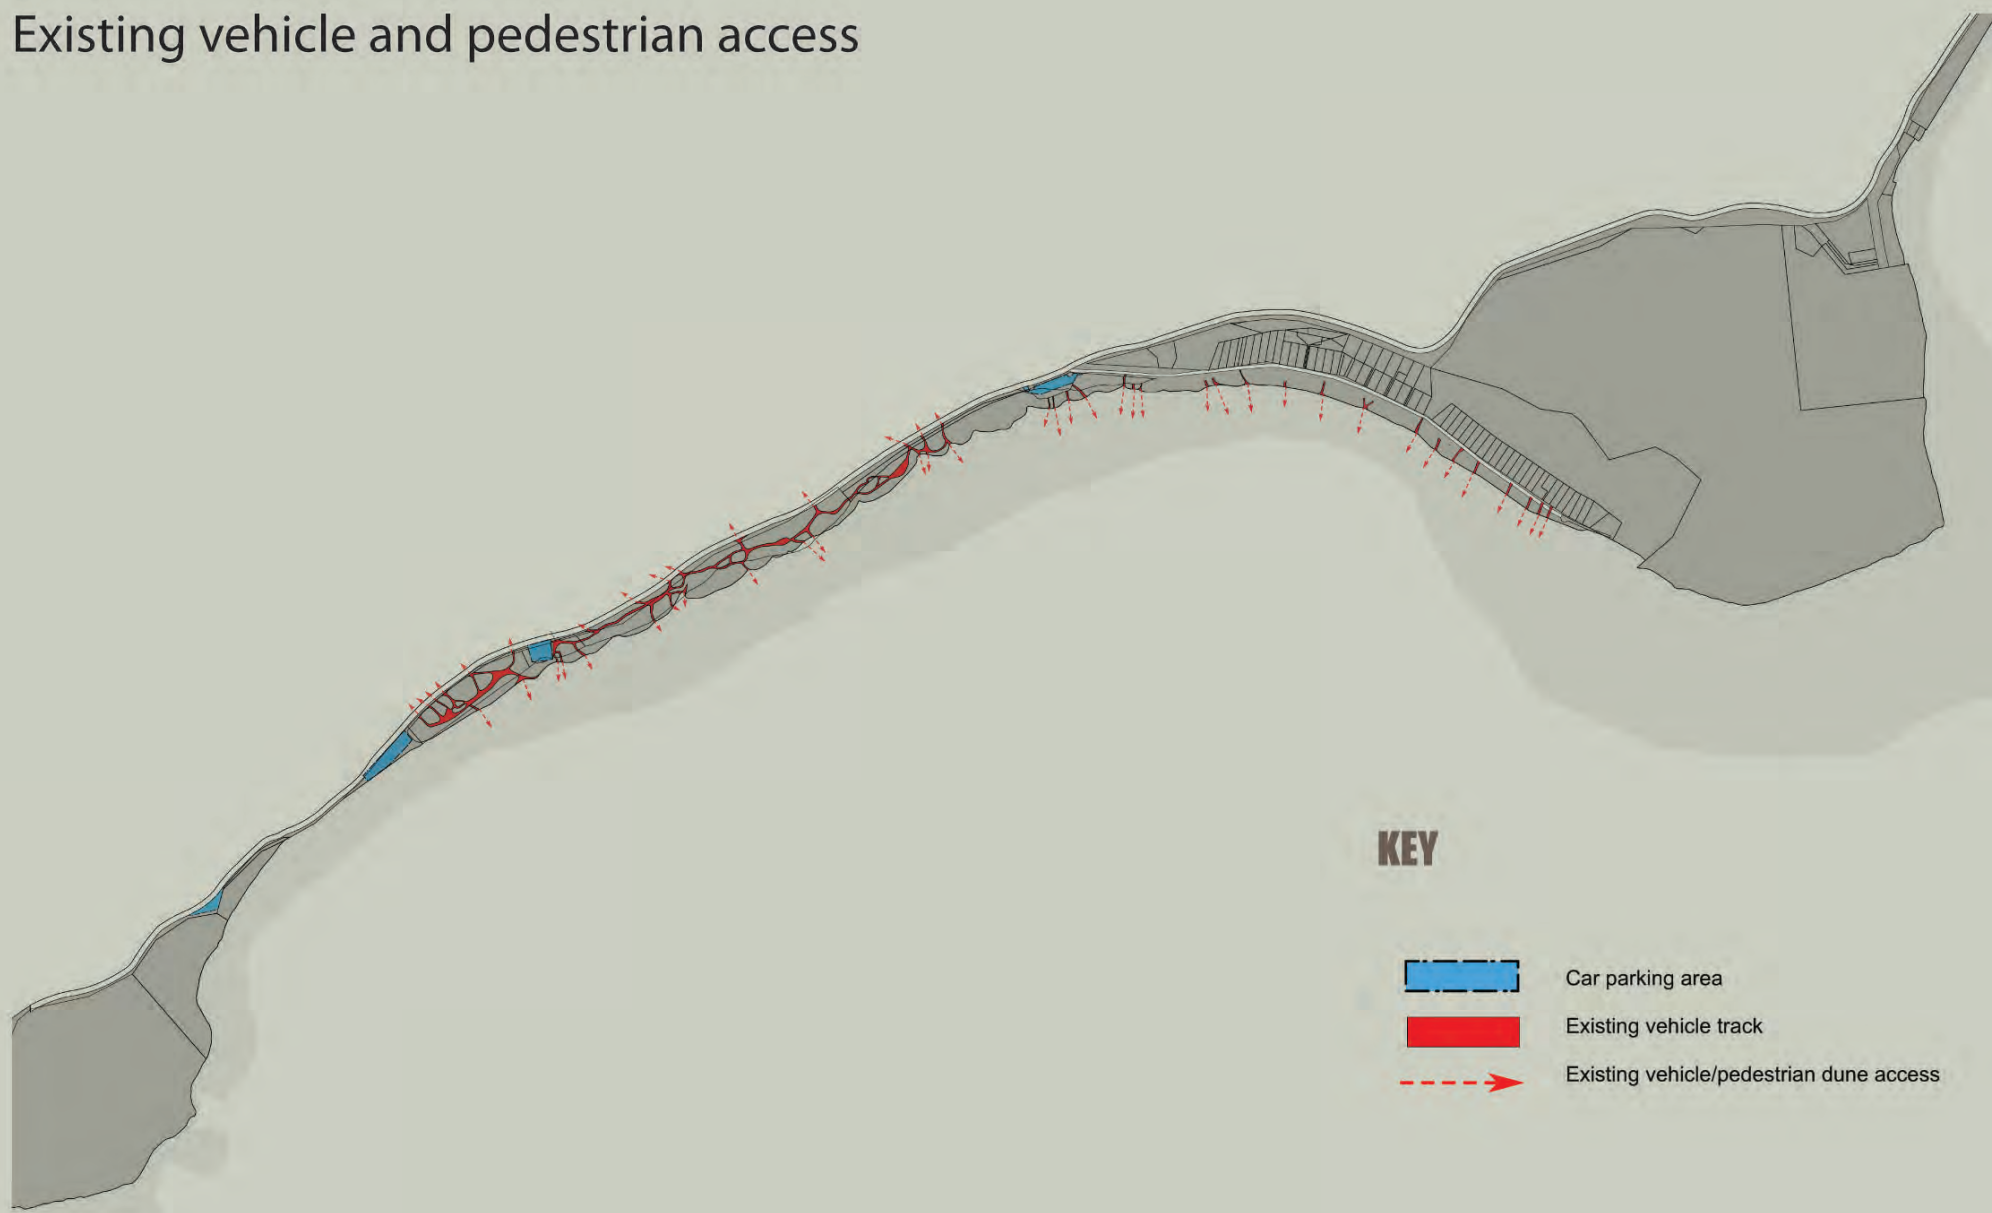 Existing vehicle and pedestrian access
KEY
Car parking area
Existing vehicle track
Existing vehicle/pedestrian dune access